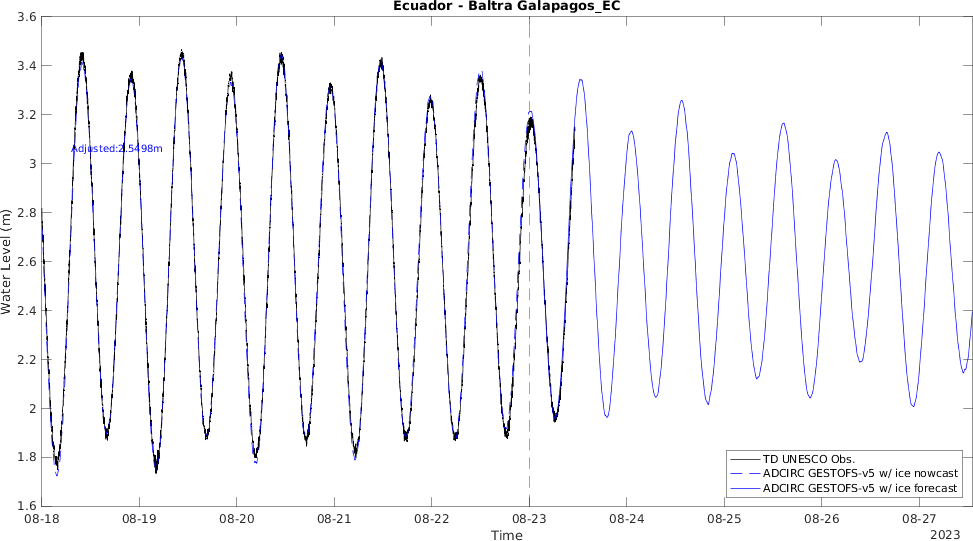 Ecuador - Baltra Galapagos_EC
3.6
3.4
3.2
3
2.8
2.6
2.4
2.2
2
1.8
1.6
Water Level (m)
Adjusted:2.5498m
TD UNESCO Obs.
ADCIRC GESTOFS-v5 w/ ice nowcast
ADCIRC GESTOFS-v5 w/ ice forecast
08-18 08-19 08-20 08-21 08-22 08-23 08-24 08-25 08-26 08-27
Time
2023